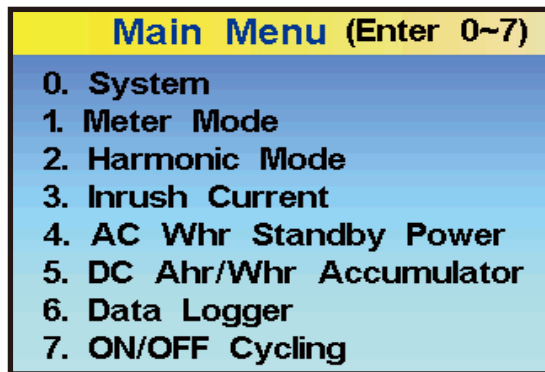 Main Menu (Enter 0~7)
0. System
1. Meter Mode
2. Harmonic Mode
3. Inrush Current
4. AC Whr Standby Power
5. DC Ahr/Whr Accumulator
6. Data Logger
7. ON/OFF Cycling